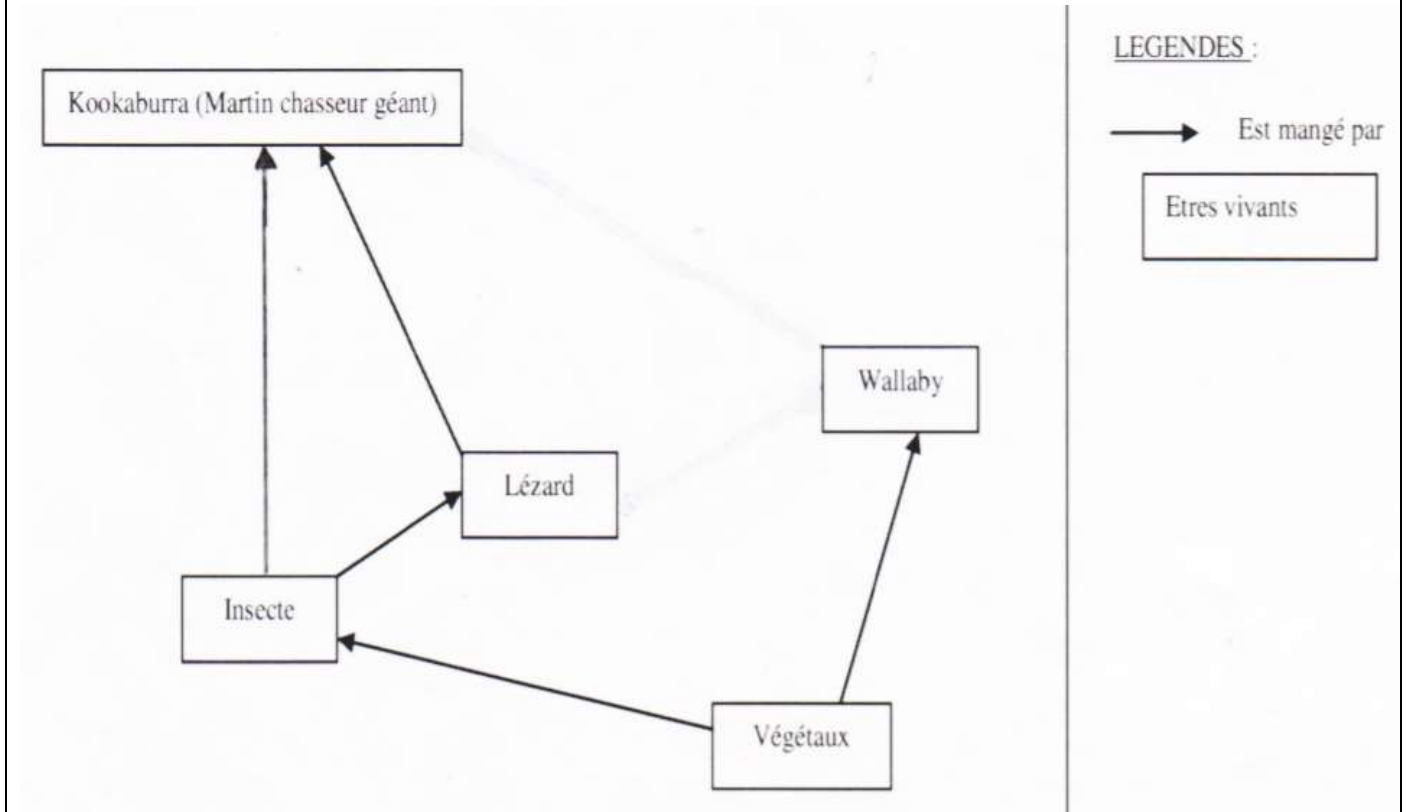 LEGENDES :
Kookaburra (Martin chasseur géant)
Est mangé par
Etres vivants
Wallaby
Lézard
Insecte
Végétaux